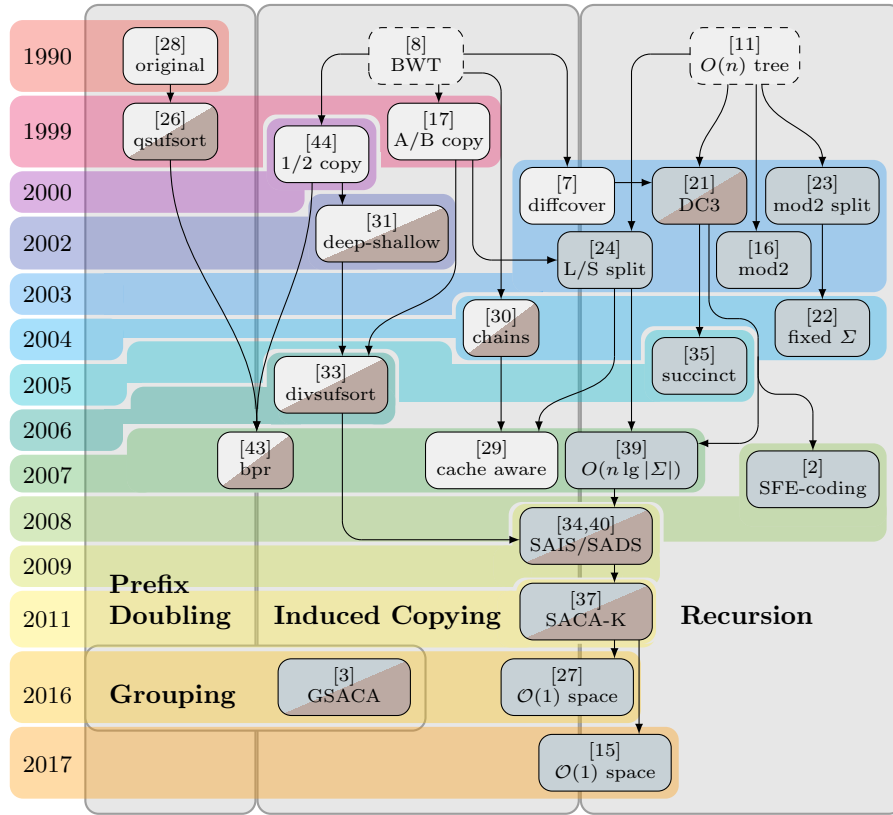 1990
[28]
original
[8]
BWT
[11]
O(n) tree
1999
[26]
qsufsort
[44]
1/2 copy
[17]
A/B copy
2000
[7]
diffcover
[21]
DC3
[23]
mod2 split
2002
[31]
deep-shallow
[24]
L/S split
[16]
mod2
2003
2004
[30]
chains
[22]
fixed Σ
2005
[33]
divsufsort
[35]
succinct
2006
2007
[43]
bpr
[29]
cache aware
[39]
O(n lg |Σ|)
[2]
SFE-coding
2008
[34,40]
SAIS/SADS
2009
2011
Prefix
Doubling
Induced Copying
[37]
SACA-K
Recursion
2016
Grouping
[3]
GSACA
[27]
𝒪(1) space
2017
[15]
𝒪(1) space